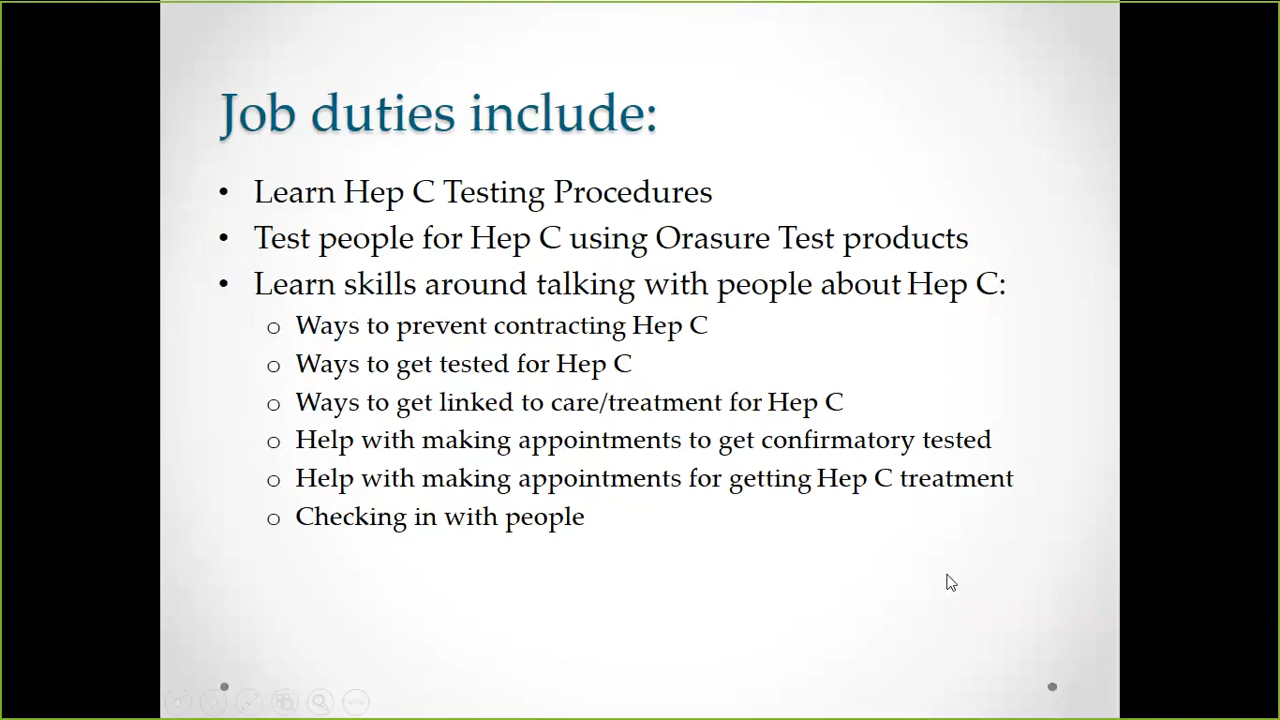 Job duties include:
• Learn Hep C Testing Procedures
• Test people for Hep C using Orasure Test products
• Learn skills around talking with people about Hep C:
o Ways to prevent contracting Hep C
o Ways to get tested for Hep C
o Ways to get linked to care/treatment for Hep C
o Help with making appointments to get confirmatory tested
o Help with making appointments for getting Hep C treatment
o Checking in with people